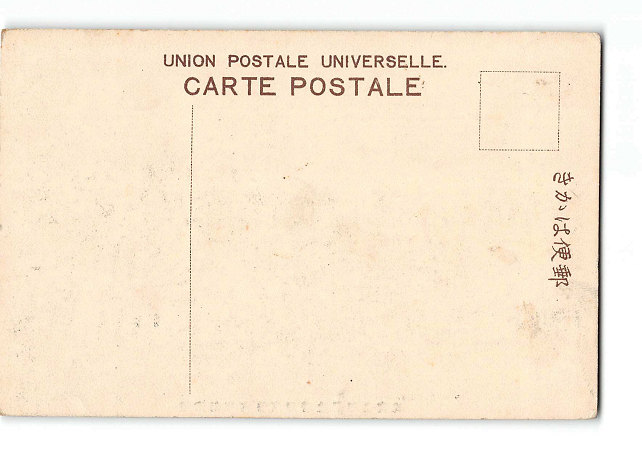 UNION POSTALE UNIVERSELLE.
CARTE POSTALE
きかは便郵